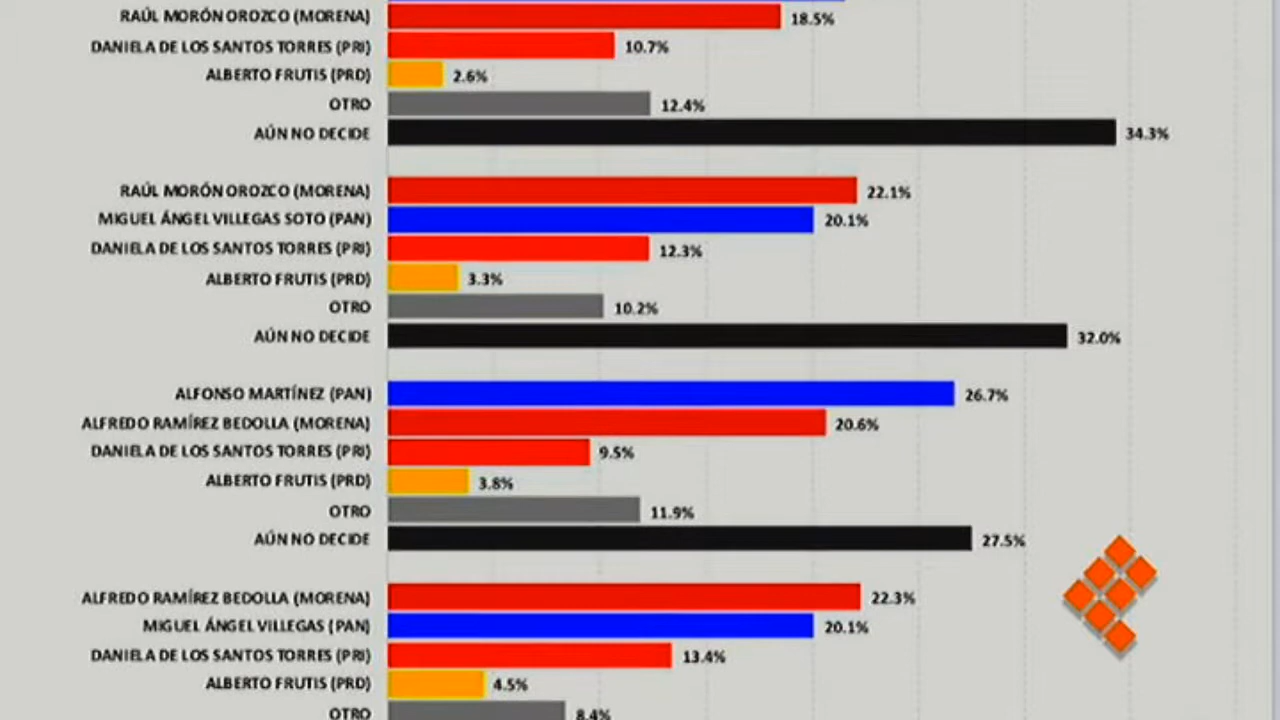 RAÚL MORÓN OROZCO (MORENA) 18.5%
DANIELA DE LOS SANTOS TORRES (PRI) 10.7%
ALBERTO FRUTIS (PRD) 2.6%
OTRO 12.4%
AÚN NO DECIDE 34.3%
RAÚL MORÓN OROZCO (MORENA) 22.1%
MIGUEL ÁNGEL VILLEGAS SOTO (PAN) 20.1%
DANIELA DE LOS SANTOS TORRES (PRI) 12.3%
ALBERTO FRUTIS (PRD) 3.3%
OTRO 10.2%
AÚN NO DECIDE 32.0%
ALFONSO MARTÍNEZ (PAN) 26.7%
ALFREDO RAMÍREZ BEDOLLA (MORENA) 20.6%
DANIELA DE LOS SANTOS TORRES (PRI) 9.5%
ALBERTO FRUTIS (PRD) 3.8%
OTRO 11.9%
AÚN NO DECIDE 27.5%
ALFREDO RAMÍREZ BEDOLLA (MORENA) 22.3%
MIGUEL ÁNGEL VILLEGAS (PAN) 20.1%
DANIELA DE LOS SANTOS TORRES (PRI) 13.4%
ALBERTO FRUTIS (PRD) 4.5%
OTRO 8.4%